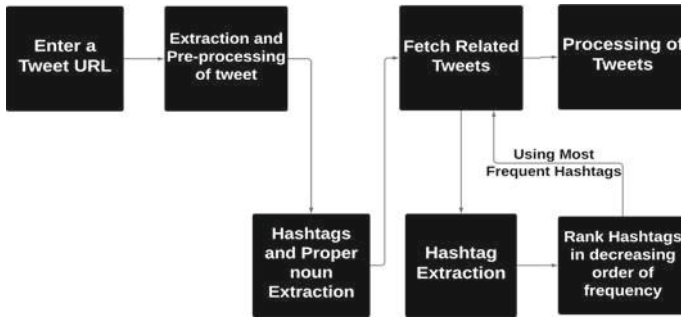 Enter a
Tweet URL
Extraction and
Pre-processing
of tweet
Fetch Related
Tweets
Processing of
Tweets
Using Most
Frequent Hashtags
Hashtags
and Proper
noun
Extraction
Hashtag
Extraction
Rank Hashtags
in decreasing
order of
frequency